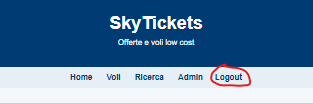 SkyTickets
Offerte e voli low cost
Home Voli Ricerca Admin Logout